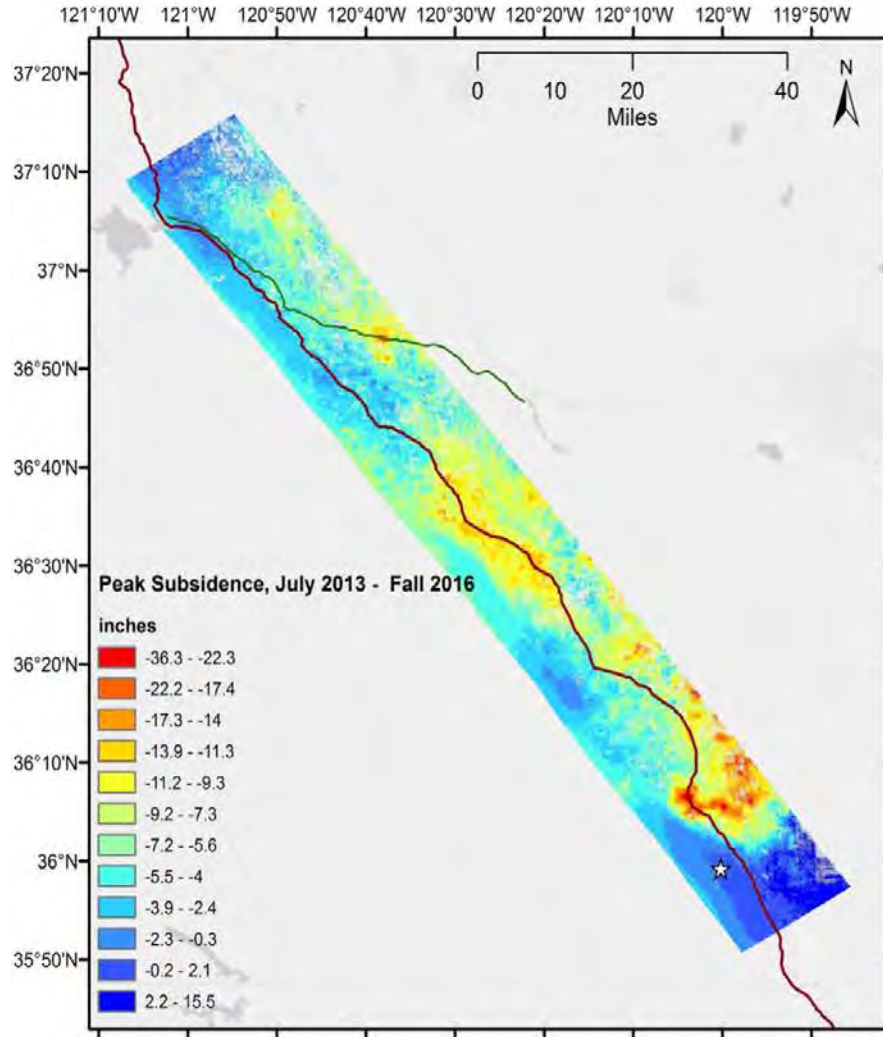 121°10'W 121°W 120°50'W 120°40'W 120°30'W 120°20'W 120°10'W 120°0'W 119°50'W
37°20'N
37°10'N
37°N
36°50'N
36°40'N
36°30'N
36°20'N
36°10'N
36°N
35°50'N
0 10 20 40
Miles
N
Peak Subsidence, July 2013 - Fall 2016
inches
-36.3 - -22.3
-22.2 - -17.4
-17.3 - -14
-13.9 - -11.3
-11.2 - -9.3
-9.2 - -7.3
-7.2 - -5.6
-5.5 - -4
-3.9 - -2.4
-2.3 - -0.3
-0.2 - 2.1
2.2 - 15.5